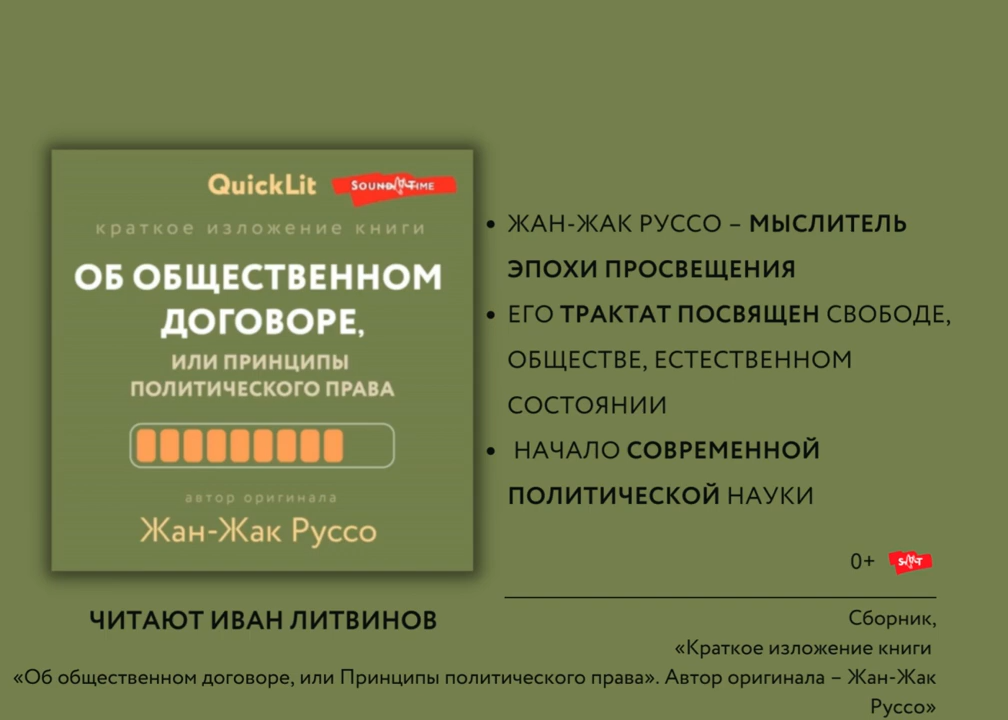 QuickLit SOUND TIME
краткое изложение книги
ОБ ОБЩЕСТВЕННОМ
ДОГОВОРЕ,
ИЛИ ПРИНЦИПЫ
ПОЛИТИЧЕСКОГО ПРАВА
автор оригинала
Жан-Жак Руссо
ЧИТАЮТ ИВАН ЛИТВИНОВ
• ЖАН-ЖАК РУССО – МЫСЛИТЕЛЬ
ЭПОХИ ПРОСВЕЩЕНИЯ
• ЕГО ТРАКТАТ ПОСВЯЩЕН СВОБОДЕ,
ОБЩЕСТВЕ, ЕСТЕСТВЕННОМ
СОСТОЯНИИ
• НАЧАЛО СОВРЕМЕННОЙ
ПОЛИТИЧЕСКОЙ НАУКИ
0+ S&T
Сборник,
«Краткое изложение книги
«Об общественном договоре, или Принципы политического права». Автор оригинала – Жан-Жак
Руссо»